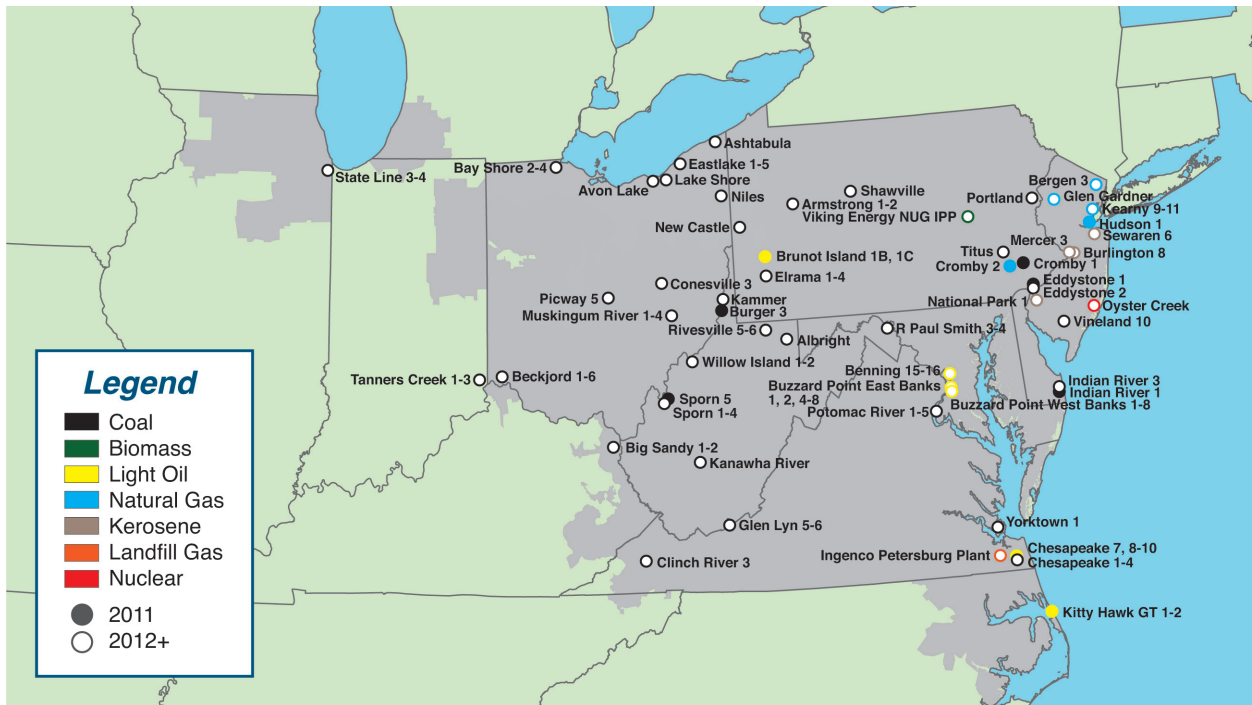 Ashtabula
Bay Shore 2-4
Eastlake 1-5
State Line 3-4
Avon Lake
Lake Shore
Niles
Shawville
Armstrong 1-2
Viking Energy NUG IPP
Portland
Bergen 3
Glen Gardner
Kearny 9-11
Hudson 1
Sewaren 6
New Castle
Mercer 3
Titus
Burlington 8
Brunot Island 1B, 1C
Cromby 2
Cromby 1
Elrama 1-4
Eddystone 1
Eddystone 2
Conesville 3
Picway 5
Kammer
National Park 1
Oyster Creek
Muskingum River 1-4
Burger 3
Vineland 10
Rivesville 5-6
R Paul Smith 3-4
Albright
Willow Island 1-2
Tanners Creek 1-3
Beckjord 1-6
Benning 15-16
Buzzard Point East Banks
1, 2, 4-8
Indian River 3
Indian River 1
Buzzard Point West Banks 1-8
Sporn 5
Sporn 1-4
Potomac River 1-5
Big Sandy 1-2
Kanawha River
Glen Lyn 5-6
Yorktown 1
Clinch River 3
Ingenco Petersburg Plant
Chesapeake 7, 8-10
Chesapeake 1-4
Kitty Hawk GT 1-2
Legend
Coal
Biomass
Light Oil
Natural Gas
Kerosene
Landfill Gas
Nuclear
2011
2012+